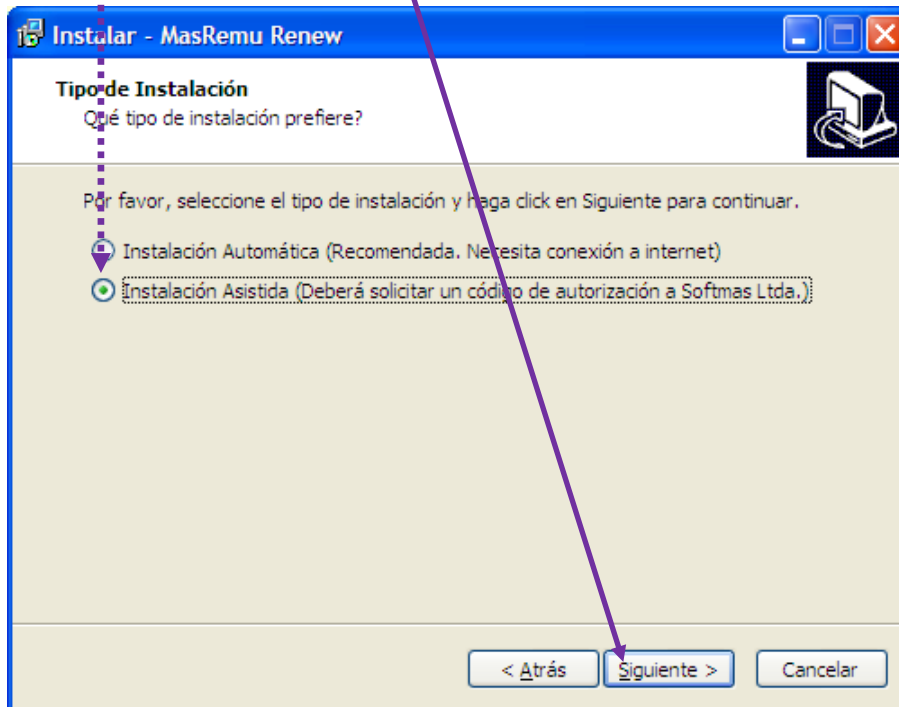 Instalar - MasRemu Renew
Tipo de Instalación
Qué tipo de instalación prefiere?
Por favor, seleccione el tipo de instalación y haga click en Siguiente para continuar.
Instalación Automática (Recomendada. Necesita conexión a internet)
Instalación Asistida (Deberá solicitar un código de autorización a Softmas Ltda.)
< Atrás
Siguiente >
Cancelar